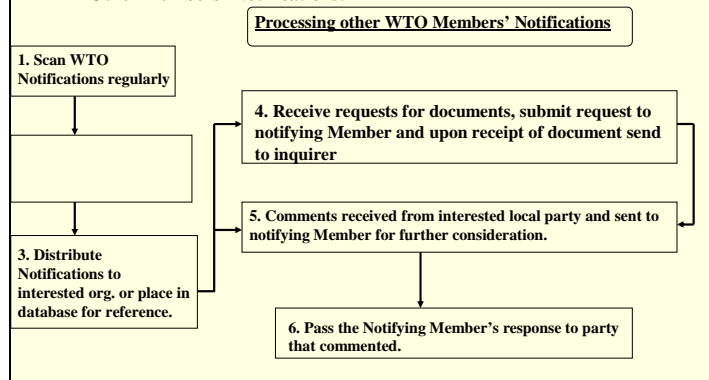 Processing other WTO Members' Notifications
1. Scan WTO
Notifications regularly
3. Distribute
Notifications to
interested org. or place in
database for reference.
4. Receive requests for documents, submit request to
notifying Member and upon receipt of document send
to inquirer
5. Comments received from interested local party and sent to
notifying Member for further consideration.
6. Pass the Notifying Member's response to party
that commented.